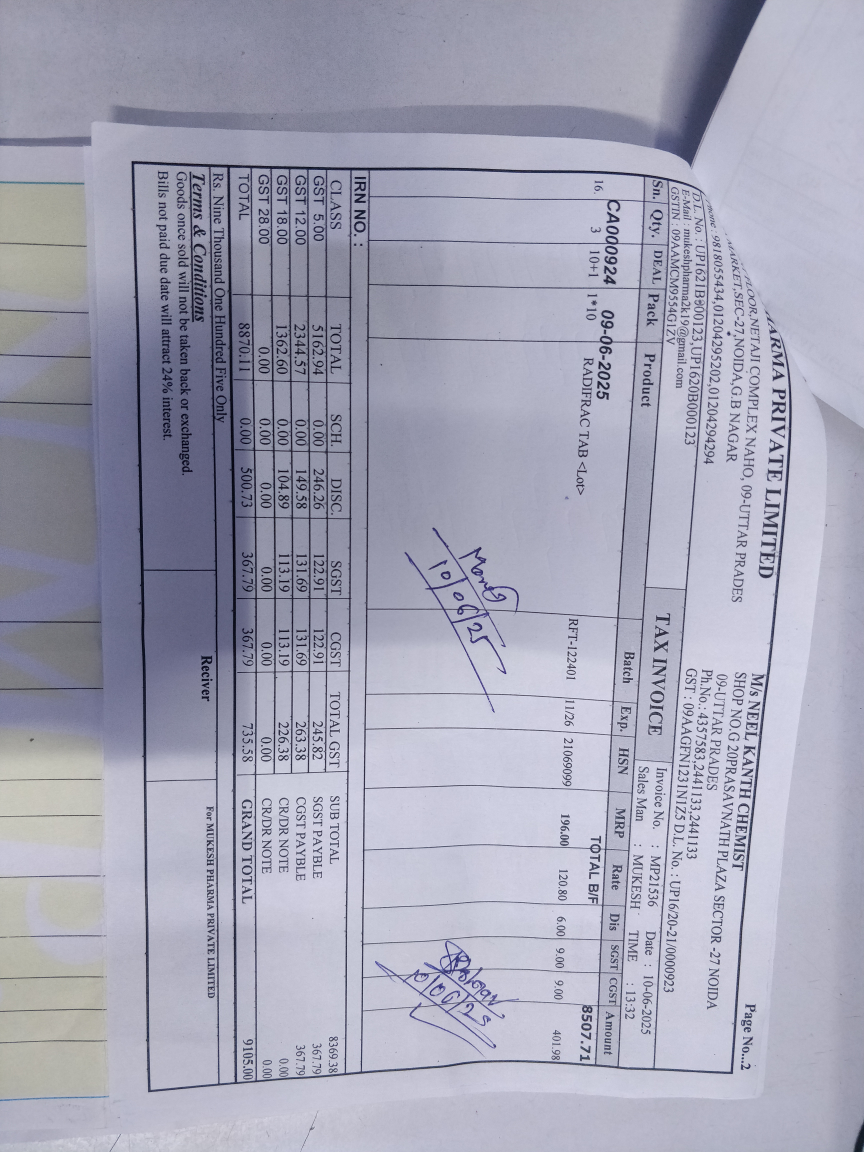 PHARMA PRIVATE LIMITED
FLOOR,NETAJI COMPLEX NAHO, 09-UTTAR PRADES
MARKET,SEC-27,NOIDA,G.B NAGAR
Phone : 9818055434,01204295202,01204294294
D.L. No. : UP1621B000123,UP1620B000123
E-Mail : mukeshpharma2k19@gmail.com
GSTIN : 09AAMCM9554G1ZV
Page No...2
M/s NEEL KANTH CHEMIST
SHOP NO.G 20PRASAVNATH PLAZA SECTOR -27 NOIDA
09-UTTAR PRADES
Ph.No.: 4357583,2441133,2441133
GST : 09AAGFN1231N1Z5 D.L. No. : UP16/20-21/0000923
TAX INVOICE
Invoice No. : MP21536 Date : 10-06-2025
Sales Man : MUKESH TIME : 13:32
Sn. Qty. DEAL Pack Product Batch Exp. HSN MRP Rate Dis SGST CGST Amount
CA000924 09-06-2025 TOTAL B/F 8507.71
16. 3 10+1 1*10 RADIFRAC TAB <Lot> RFT-122401 11/26 21069099 196.00 120.80 6.00 9.00 9.00 401.98
10/06/25
10/06/25
IRN NO. :
CLASS TOTAL SCH. DISC. SGST CGST TOTAL GST
GST 5.00 5162.94 0.00 246.26 122.91 122.91 245.82
GST 12.00 2344.57 0.00 149.58 131.69 131.69 263.38
GST 18.00 1362.60 0.00 104.89 113.19 113.19 226.38
GST 28.00 0.00 0.00 0.00 0.00 0.00 0.00
TOTAL 8870.11 0.00 500.73 367.79 367.79 735.58
SUB TOTAL 8369.38
SGST PAYBLE 367.79
CGST PAYBLE 367.79
CR/DR NOTE 0.00
CR/DR NOTE 0.00
GRAND TOTAL 9105.00
Rs. Nine Thousand One Hundred Five Only
Terms & Conditions
Goods once sold will not be taken back or exchanged.
Bills not paid due date will attract 24% interest.
Reciver
For MUKESH PHARMA PRIVATE LIMITED